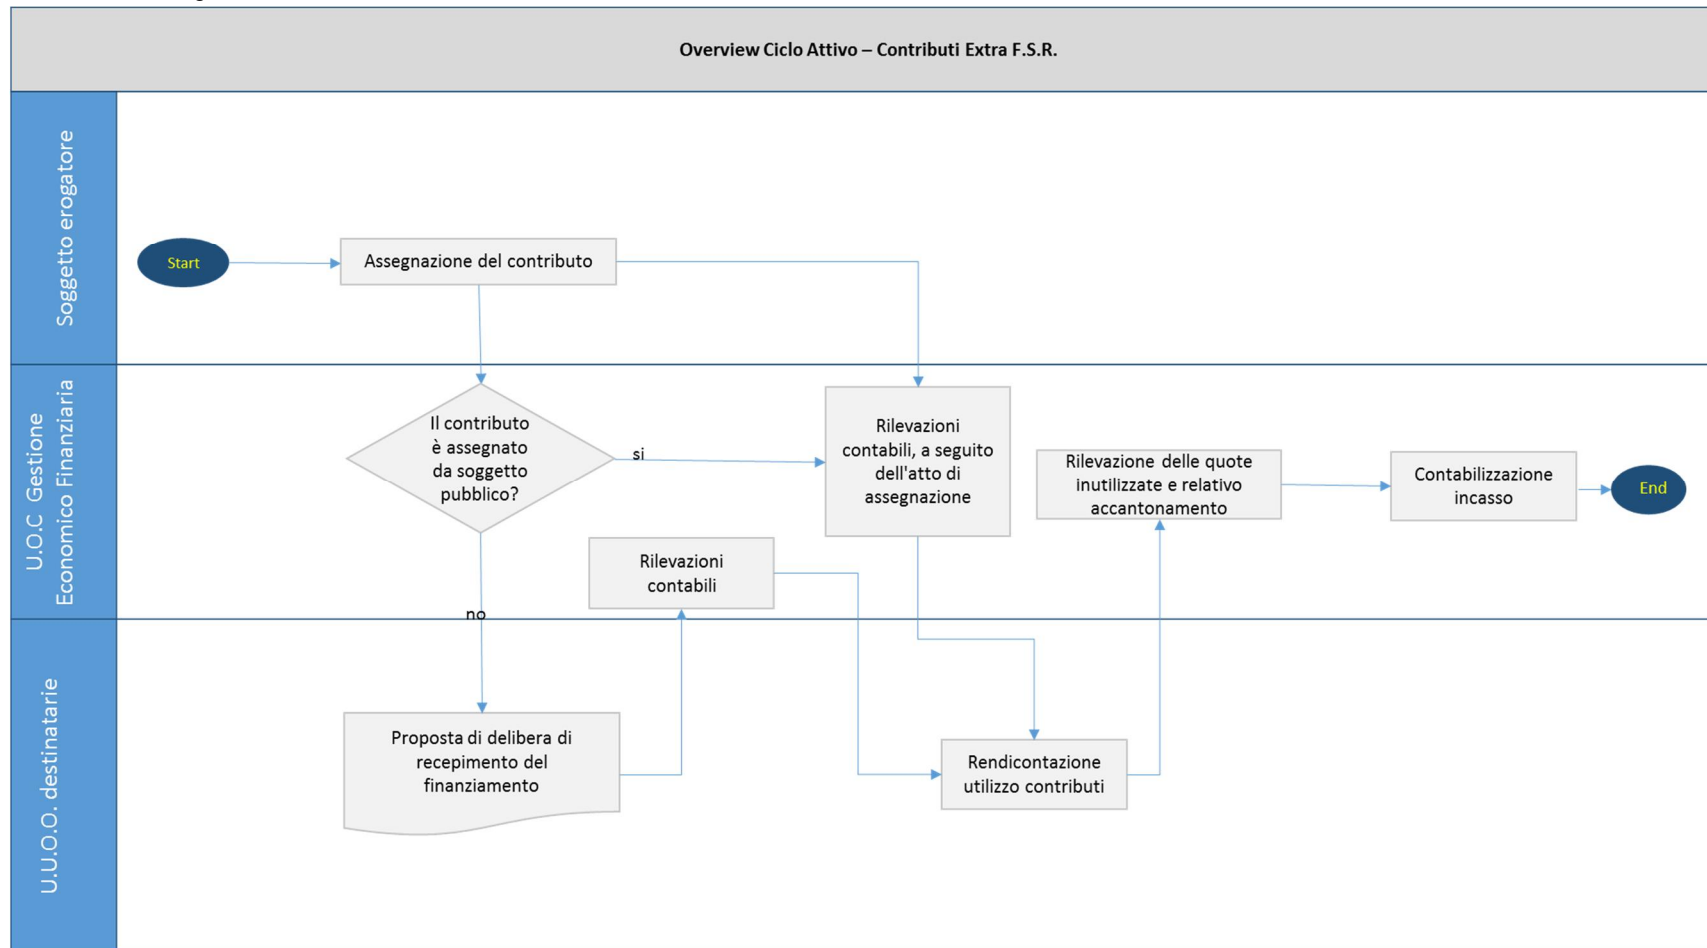 Overview Ciclo Attivo – Contributi Extra F.S.R.
Soggetto erogatore
Start
Assegnazione del contributo
U.O.C Gestione
Economico Finanziaria
Il contributo
è assegnato
da soggetto
pubblico?
si
no
Rilevazioni
contabili, a seguito
dell'atto di
assegnazione
Rilevazioni
contabili
Rilevazione delle quote
inutilizzate e relativo
accantonamento
Contabilizzazione
incasso
End
U.U.O.O. destinatarie
Proposta di delibera di
recepimento del
finanziamento
Rendicontazione
utilizzo contributi